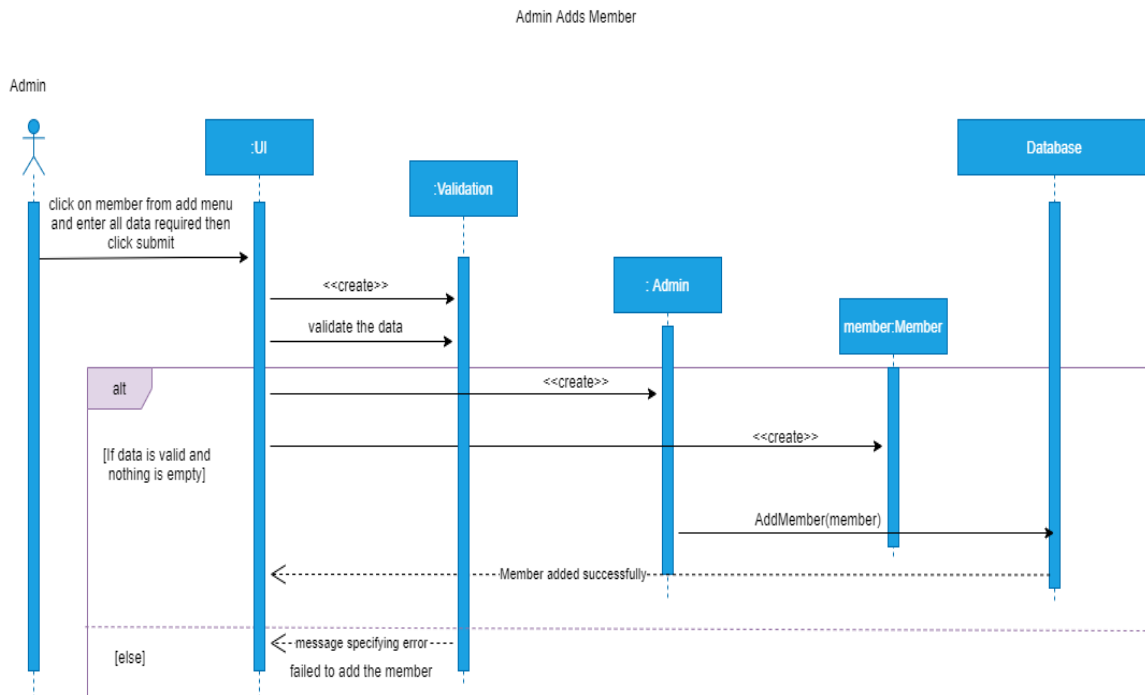 Admin Adds Member
Admin
:UI
Database
:Validation
click on member from add menu
and enter all data required then
click submit
: Admin
<<create>>
member:Member
validate the data
alt
<<create>>
<<create>>
[If data is valid and
nothing is empty]
AddMember(member)
Member added successfully
message specifying error
[else]
failed to add the member